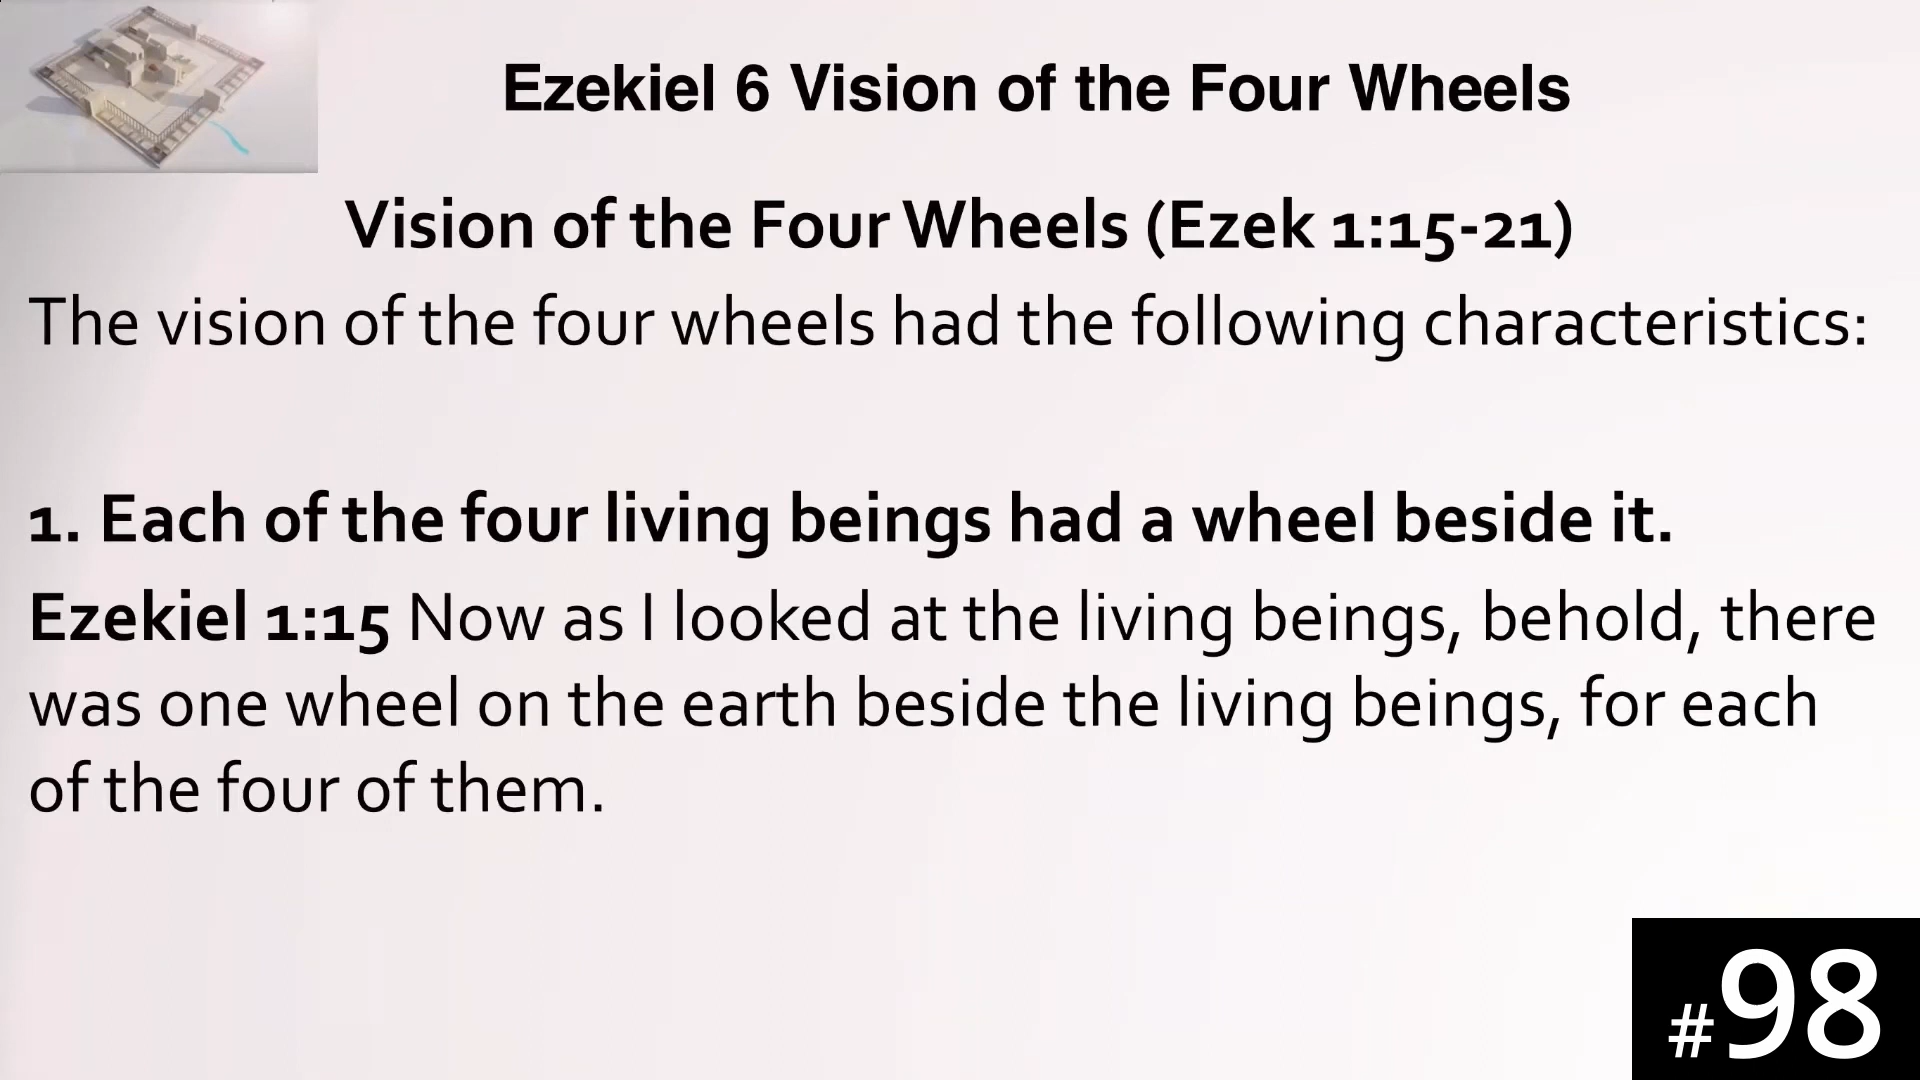 Ezekiel 6 Vision of the Four Wheels
Vision of the Four Wheels (Ezek 1:15-21)
The vision of the four wheels had the following characteristics:
1. Each of the four living beings had a wheel beside it.
Ezekiel 1:15 Now as I looked at the living beings, behold, there
was one wheel on the earth beside the living beings, for each
of the four of them.
#98